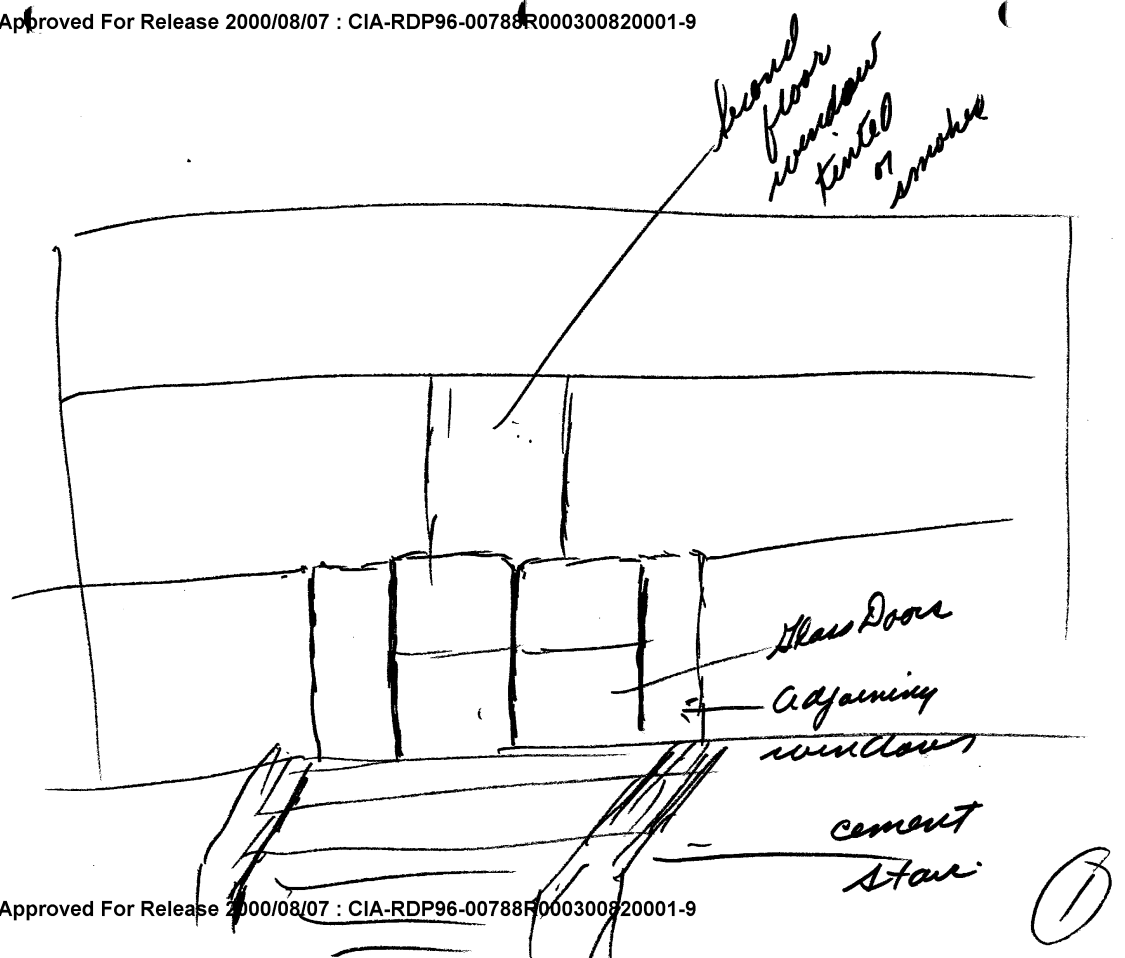 Approved For Release 2000/08/07 : CIA-RDP96-00788R000300820001-9
Second
floor
window
tinted
or
smoked
Glass Doors
Adjoining
windows
cement
stair
1
Approved For Release 2000/08/07 : CIA-RDP96-00788R000300820001-9